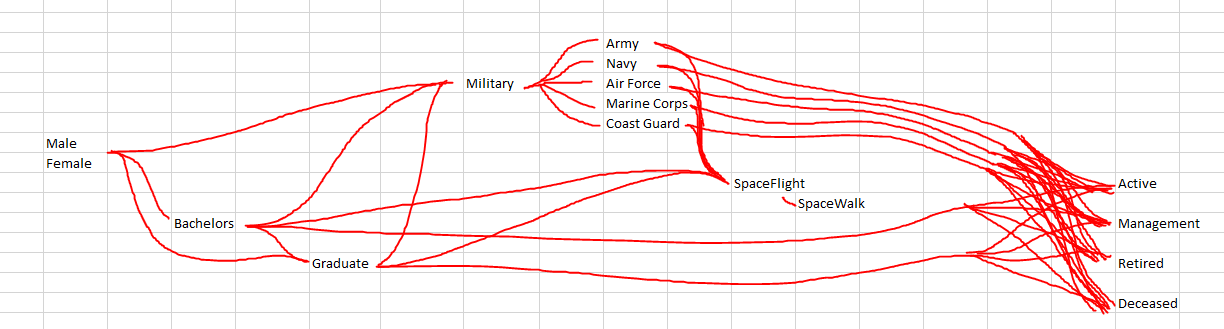 Male
Female
Bachelors
Graduate
Military
Army
Navy
Air Force
Marine Corps
Coast Guard
SpaceFlight
SpaceWalk
Active
Management
Retired
Deceased